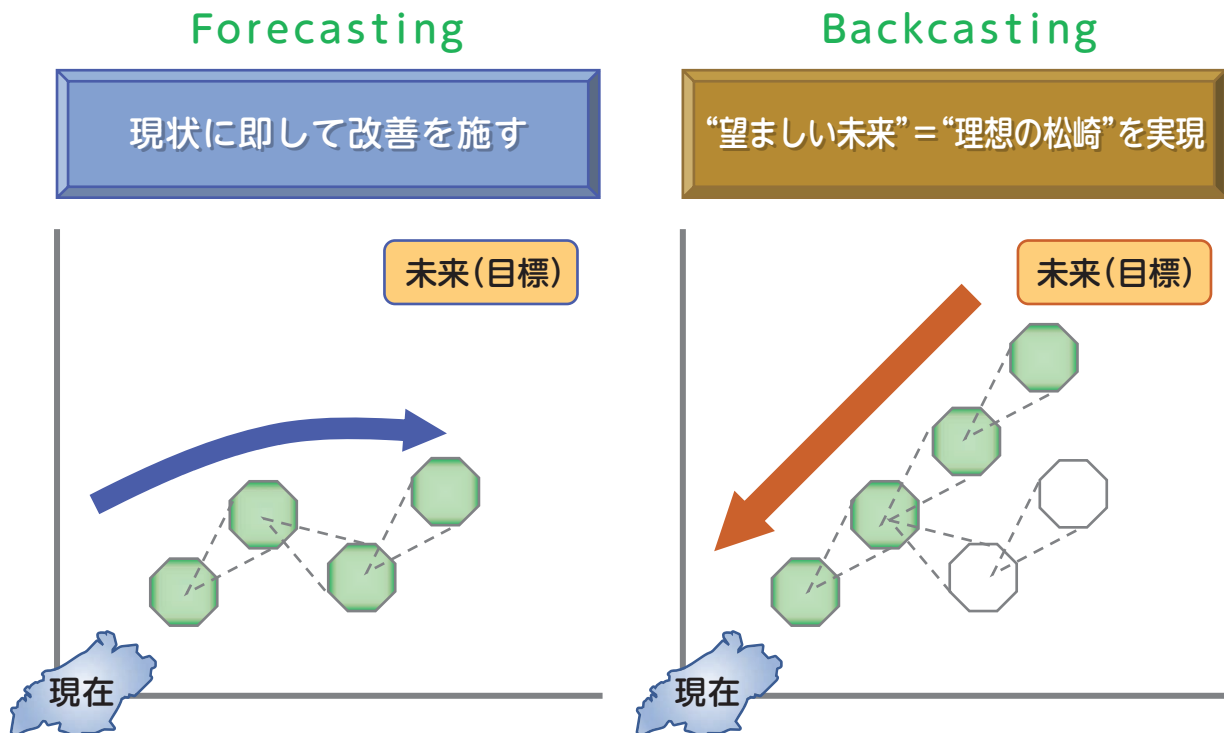 Forecasting
現状に即して改善を施す
未来(目標)
現在
Backcasting
“望ましい未来”＝“理想の松崎”を実現
未来(目標)
現在